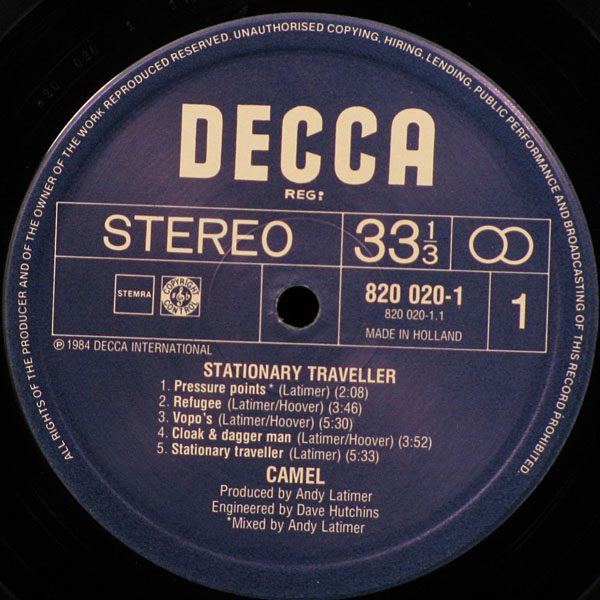 ALL RIGHTS OF THE PRODUCER AND OF THE OWNER OF THE WORK REPRODUCED RESERVED. UNAUTHORISED COPYING, HIRING, LENDING, PUBLIC PERFORMANCE AND BROADCASTING OF THIS RECORD PROHIBITED.
DECCA
REG?
STEREO
33 1/3
STEMRA
COPYRIGHT CONTROL
820 020-1
820 020-1.1
MADE IN HOLLAND
1
℗ 1984 DECCA INTERNATIONAL
STATIONARY TRAVELLER
1. Pressure points* (Latimer) (2:08)
2. Refugee (Latimer/Hoover) (3:46)
3. Vopo's (Latimer/Hoover) (5:30)
4. Cloak & dagger man (Latimer/Hoover) (3:52)
5. Stationary traveller (Latimer) (5:33)
CAMEL
Produced by Andy Latimer
Engineered by Dave Hutchins
*Mixed by Andy Latimer